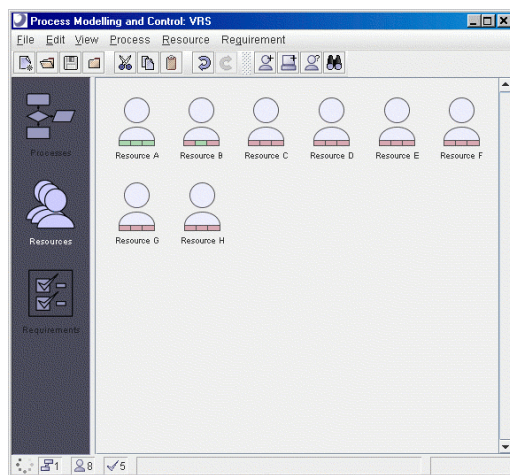 Process Modelling and Control: VRS
File Edit View Process Resource Requirement
Processes
Resource A Resource B Resource C Resource D Resource E Resource F
Resources
Resource G Resource H
Requirements
1 8 5